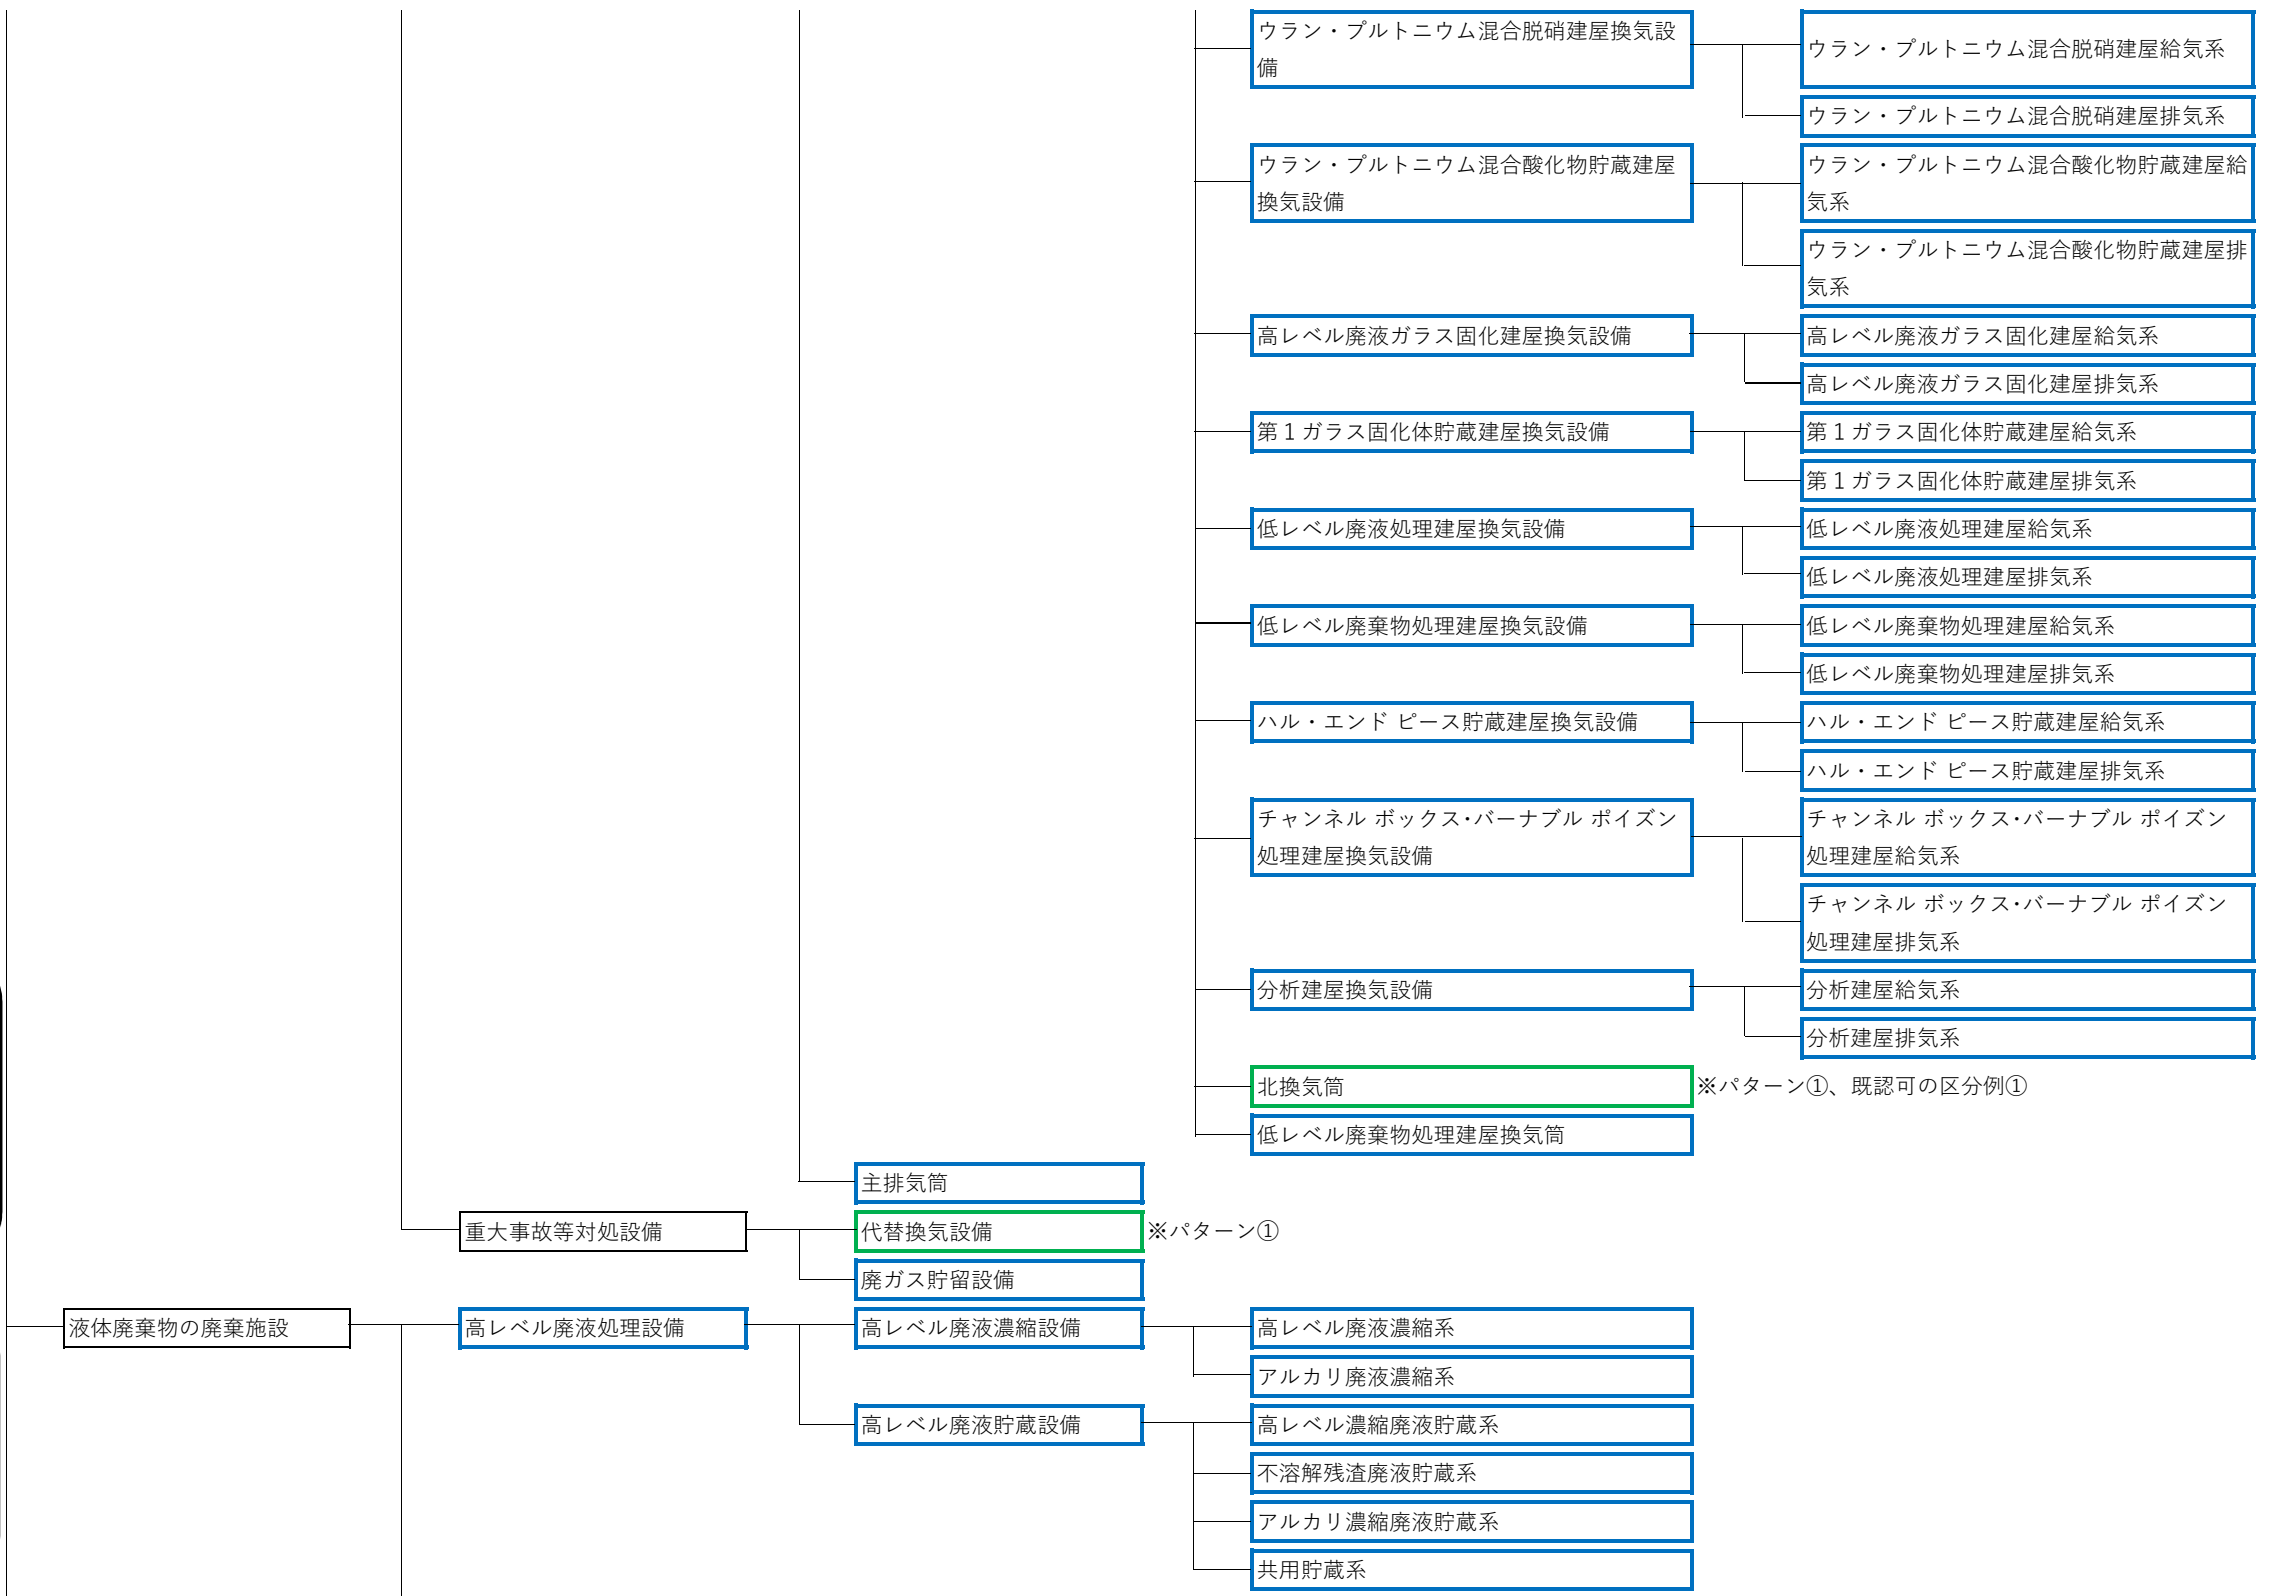 ウラン・プルトニウム混合脱硝建屋換気設
備
ウラン・プルトニウム混合脱硝建屋給気系
ウラン・プルトニウム混合脱硝建屋排気系
ウラン・プルトニウム混合酸化物貯蔵建屋
換気設備
ウラン・プルトニウム混合酸化物貯蔵建屋給
気系
ウラン・プルトニウム混合酸化物貯蔵建屋排
気系
高レベル廃液ガラス固化建屋換気設備
高レベル廃液ガラス固化建屋給気系
高レベル廃液ガラス固化建屋排気系
第１ガラス固化体貯蔵建屋換気設備
第１ガラス固化体貯蔵建屋給気系
第１ガラス固化体貯蔵建屋排気系
低レベル廃液処理建屋換気設備
低レベル廃液処理建屋給気系
低レベル廃液処理建屋排気系
低レベル廃棄物処理建屋換気設備
低レベル廃棄物処理建屋給気系
低レベル廃棄物処理建屋排気系
ハル・エンド ピース貯蔵建屋換気設備
ハル・エンド ピース貯蔵建屋給気系
ハル・エンド ピース貯蔵建屋排気系
チャンネル ボックス･バーナブル ポイズン
処理建屋換気設備
チャンネル ボックス･バーナブル ポイズン
処理建屋給気系
チャンネル ボックス･バーナブル ポイズン
処理建屋排気系
分析建屋換気設備
分析建屋給気系
分析建屋排気系
北換気筒
※パターン①、既認可の区分例①
低レベル廃棄物処理建屋換気筒
主排気筒
重大事故等対処設備
代替換気設備
※パターン①
廃ガス貯留設備
液体廃棄物の廃棄施設
高レベル廃液処理設備
高レベル廃液濃縮設備
高レベル廃液濃縮系
アルカリ廃液濃縮系
高レベル廃液貯蔵設備
高レベル濃縮廃液貯蔵系
不溶解残渣廃液貯蔵系
アルカリ濃縮廃液貯蔵系
共用貯蔵系